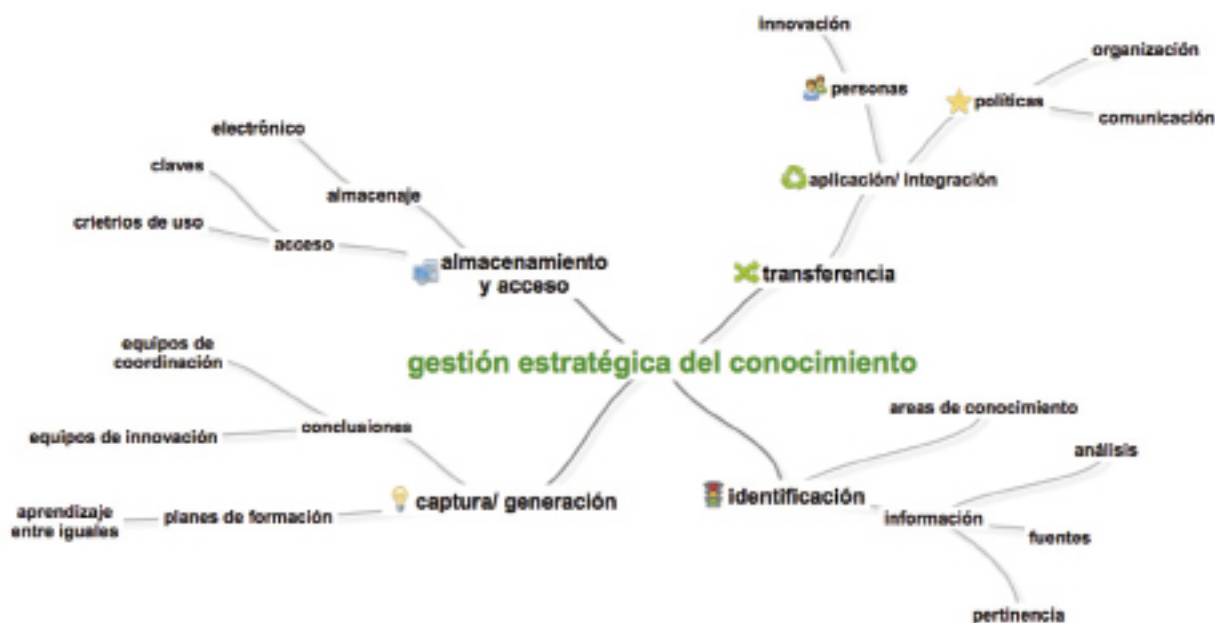 innovación
organización
personas
políticas
comunicación
electrónico
claves
almacenaje
aplicación/ integración
crietrios de uso
acceso
almacenamiento
y acceso
transferencia
equipos de
coordinación
gestión estratégica del conocimiento
areas de conocimiento
equipos de innovación
conclusiones
análisis
captura/ generación
identificación
aprendizaje
entre iguales
planes de formación
información
fuentes
pertinencia